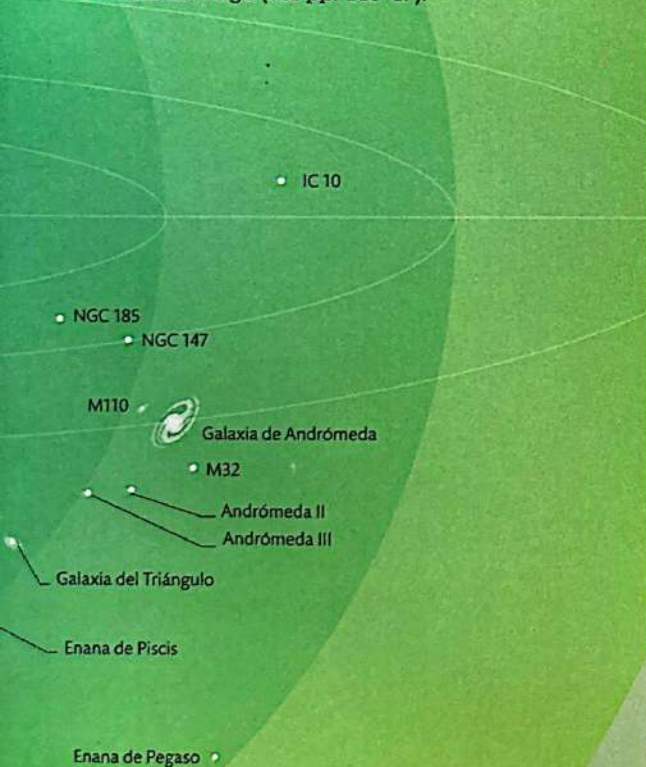 IC 10
NGC 185
NGC 147
M110
Galaxia de Andrómeda
M32
Andrómeda II
Andrómeda III
Galaxia del Triángulo
Enana de Piscis
Enana de Pegaso